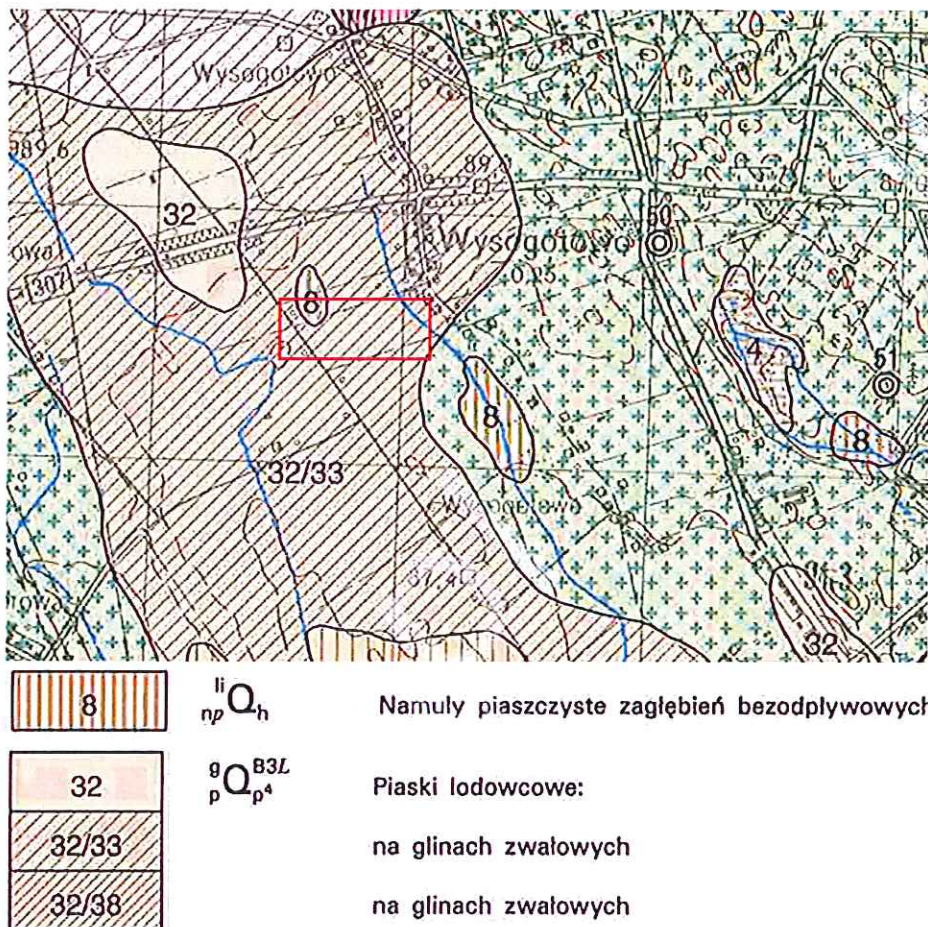 Wysogotowo
989,6
32
89
50
Wysogotowo
307
8
4
51
8
8
32/33
Wysogotowo
87,4
32
8 li np Q h Namuły piaszczyste zagłębień bezodpływowych
32 g p Q B3L p4 Piaski lodowcowe:
32/33 na glinach zwałowych
32/38 na glinach zwałowych